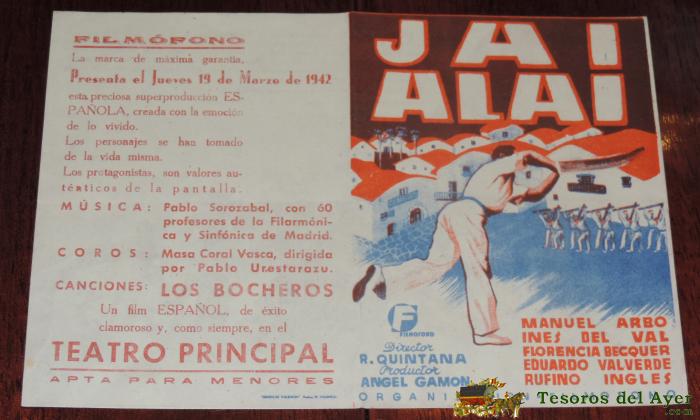 FILMÓFONO
La marca de máxima garantía,
Presenta el Jueves 19 de Marzo de 1942
esta preciosa superproducción ES-
PAÑOLA, creada con la emoción
de lo vivido.
Los personajes se han tomado
de la vida misma.
Los protagonistas, son valores au-
ténticos de la pantalla.
MÚSICA: Pablo Sorozabal, con 60
profesores de la Filarmóni-
ca y Sinfónica de Madrid.
COROS: Masa Coral Vasca, dirigida
por Pablo Urestarazu.
CANCIONES: LOS BOCHEROS
Un film ESPAÑOL, de éxito
clamoroso y, como siempre, en el
TEATRO PRINCIPAL
APTA PARA MENORES
JAI
ALAI
F
FILMOFONO
Director
R. QUINTANA
Productor
ANGEL GAMON
MANUEL ARBO
INES DEL VAL
FLORENCIA BECQUER
EDUARDO VALVERDE
RUFINO INGLES
Tesoros del Ayer
.com